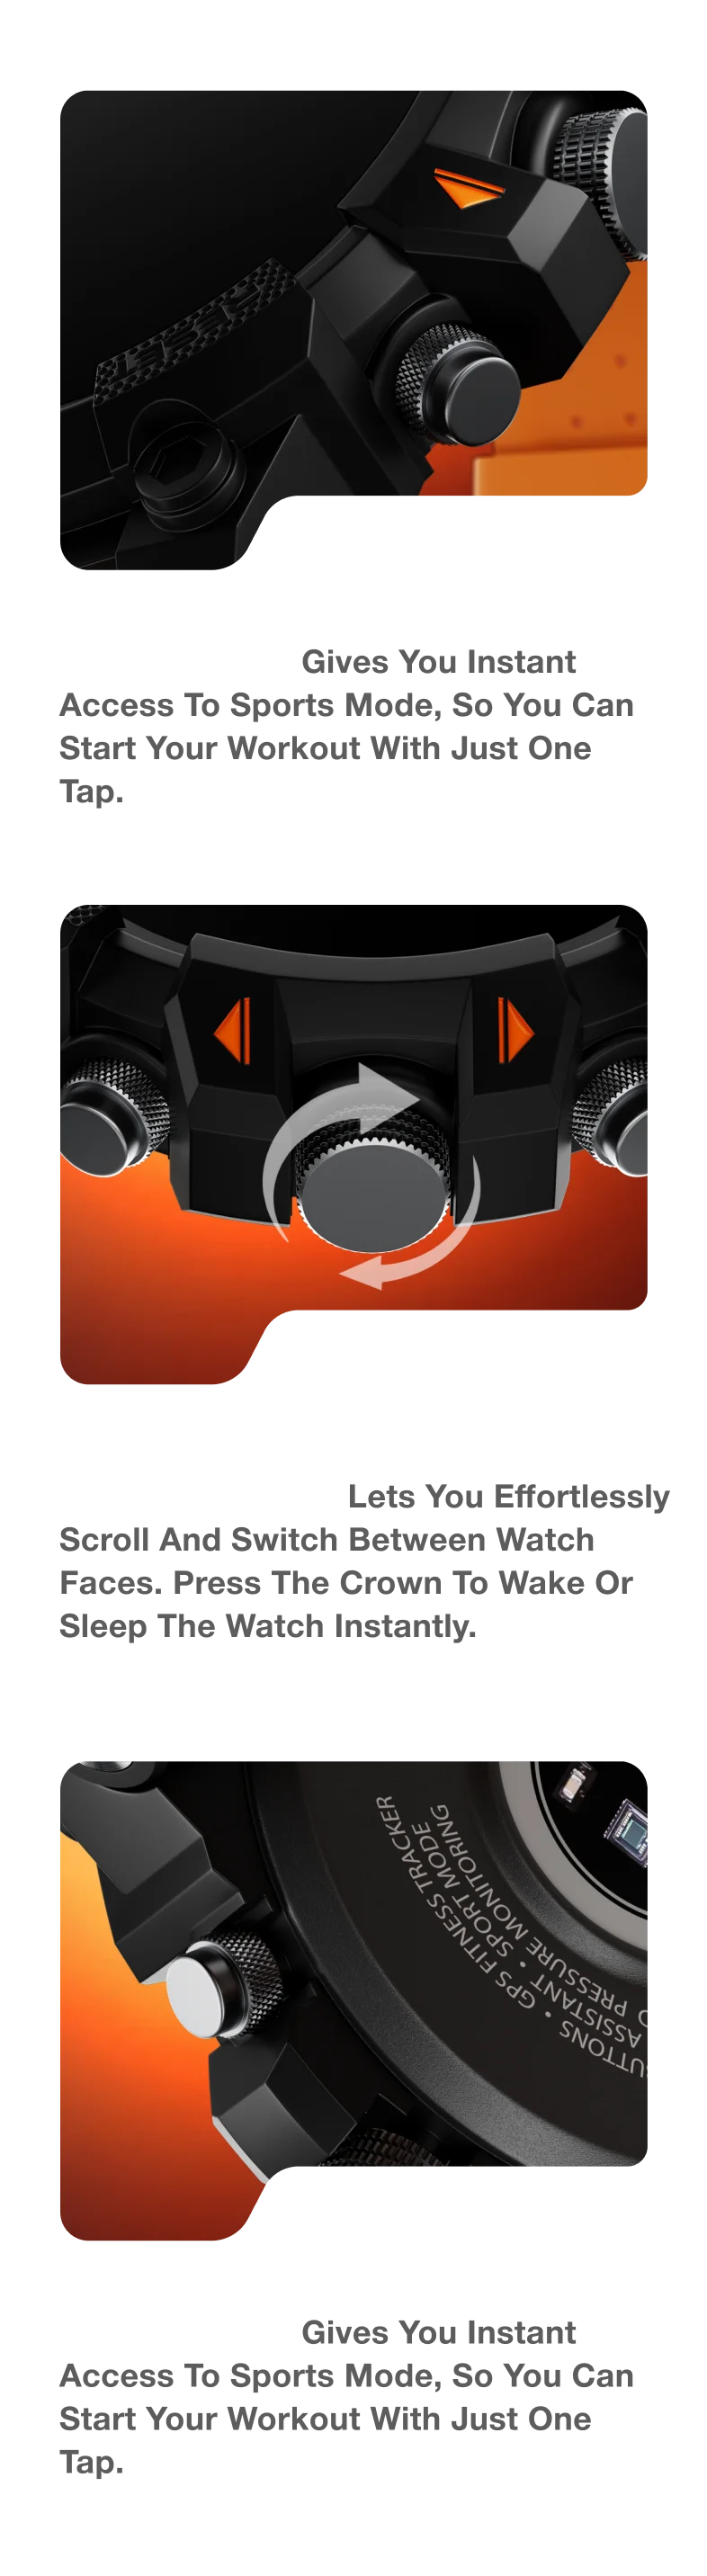 Gives You Instant
Access To Sports Mode, So You Can
Start Your Workout With Just One
Tap.
Lets You Effortlessly
Scroll And Switch Between Watch
Faces. Press The Crown To Wake Or
Sleep The Watch Instantly.
GPS FITNESS TRACKER
• SPORT MODE
ASSISTANT • PRESSURE MONITORING
Gives You Instant
Access To Sports Mode, So You Can
Start Your Workout With Just One
Tap.